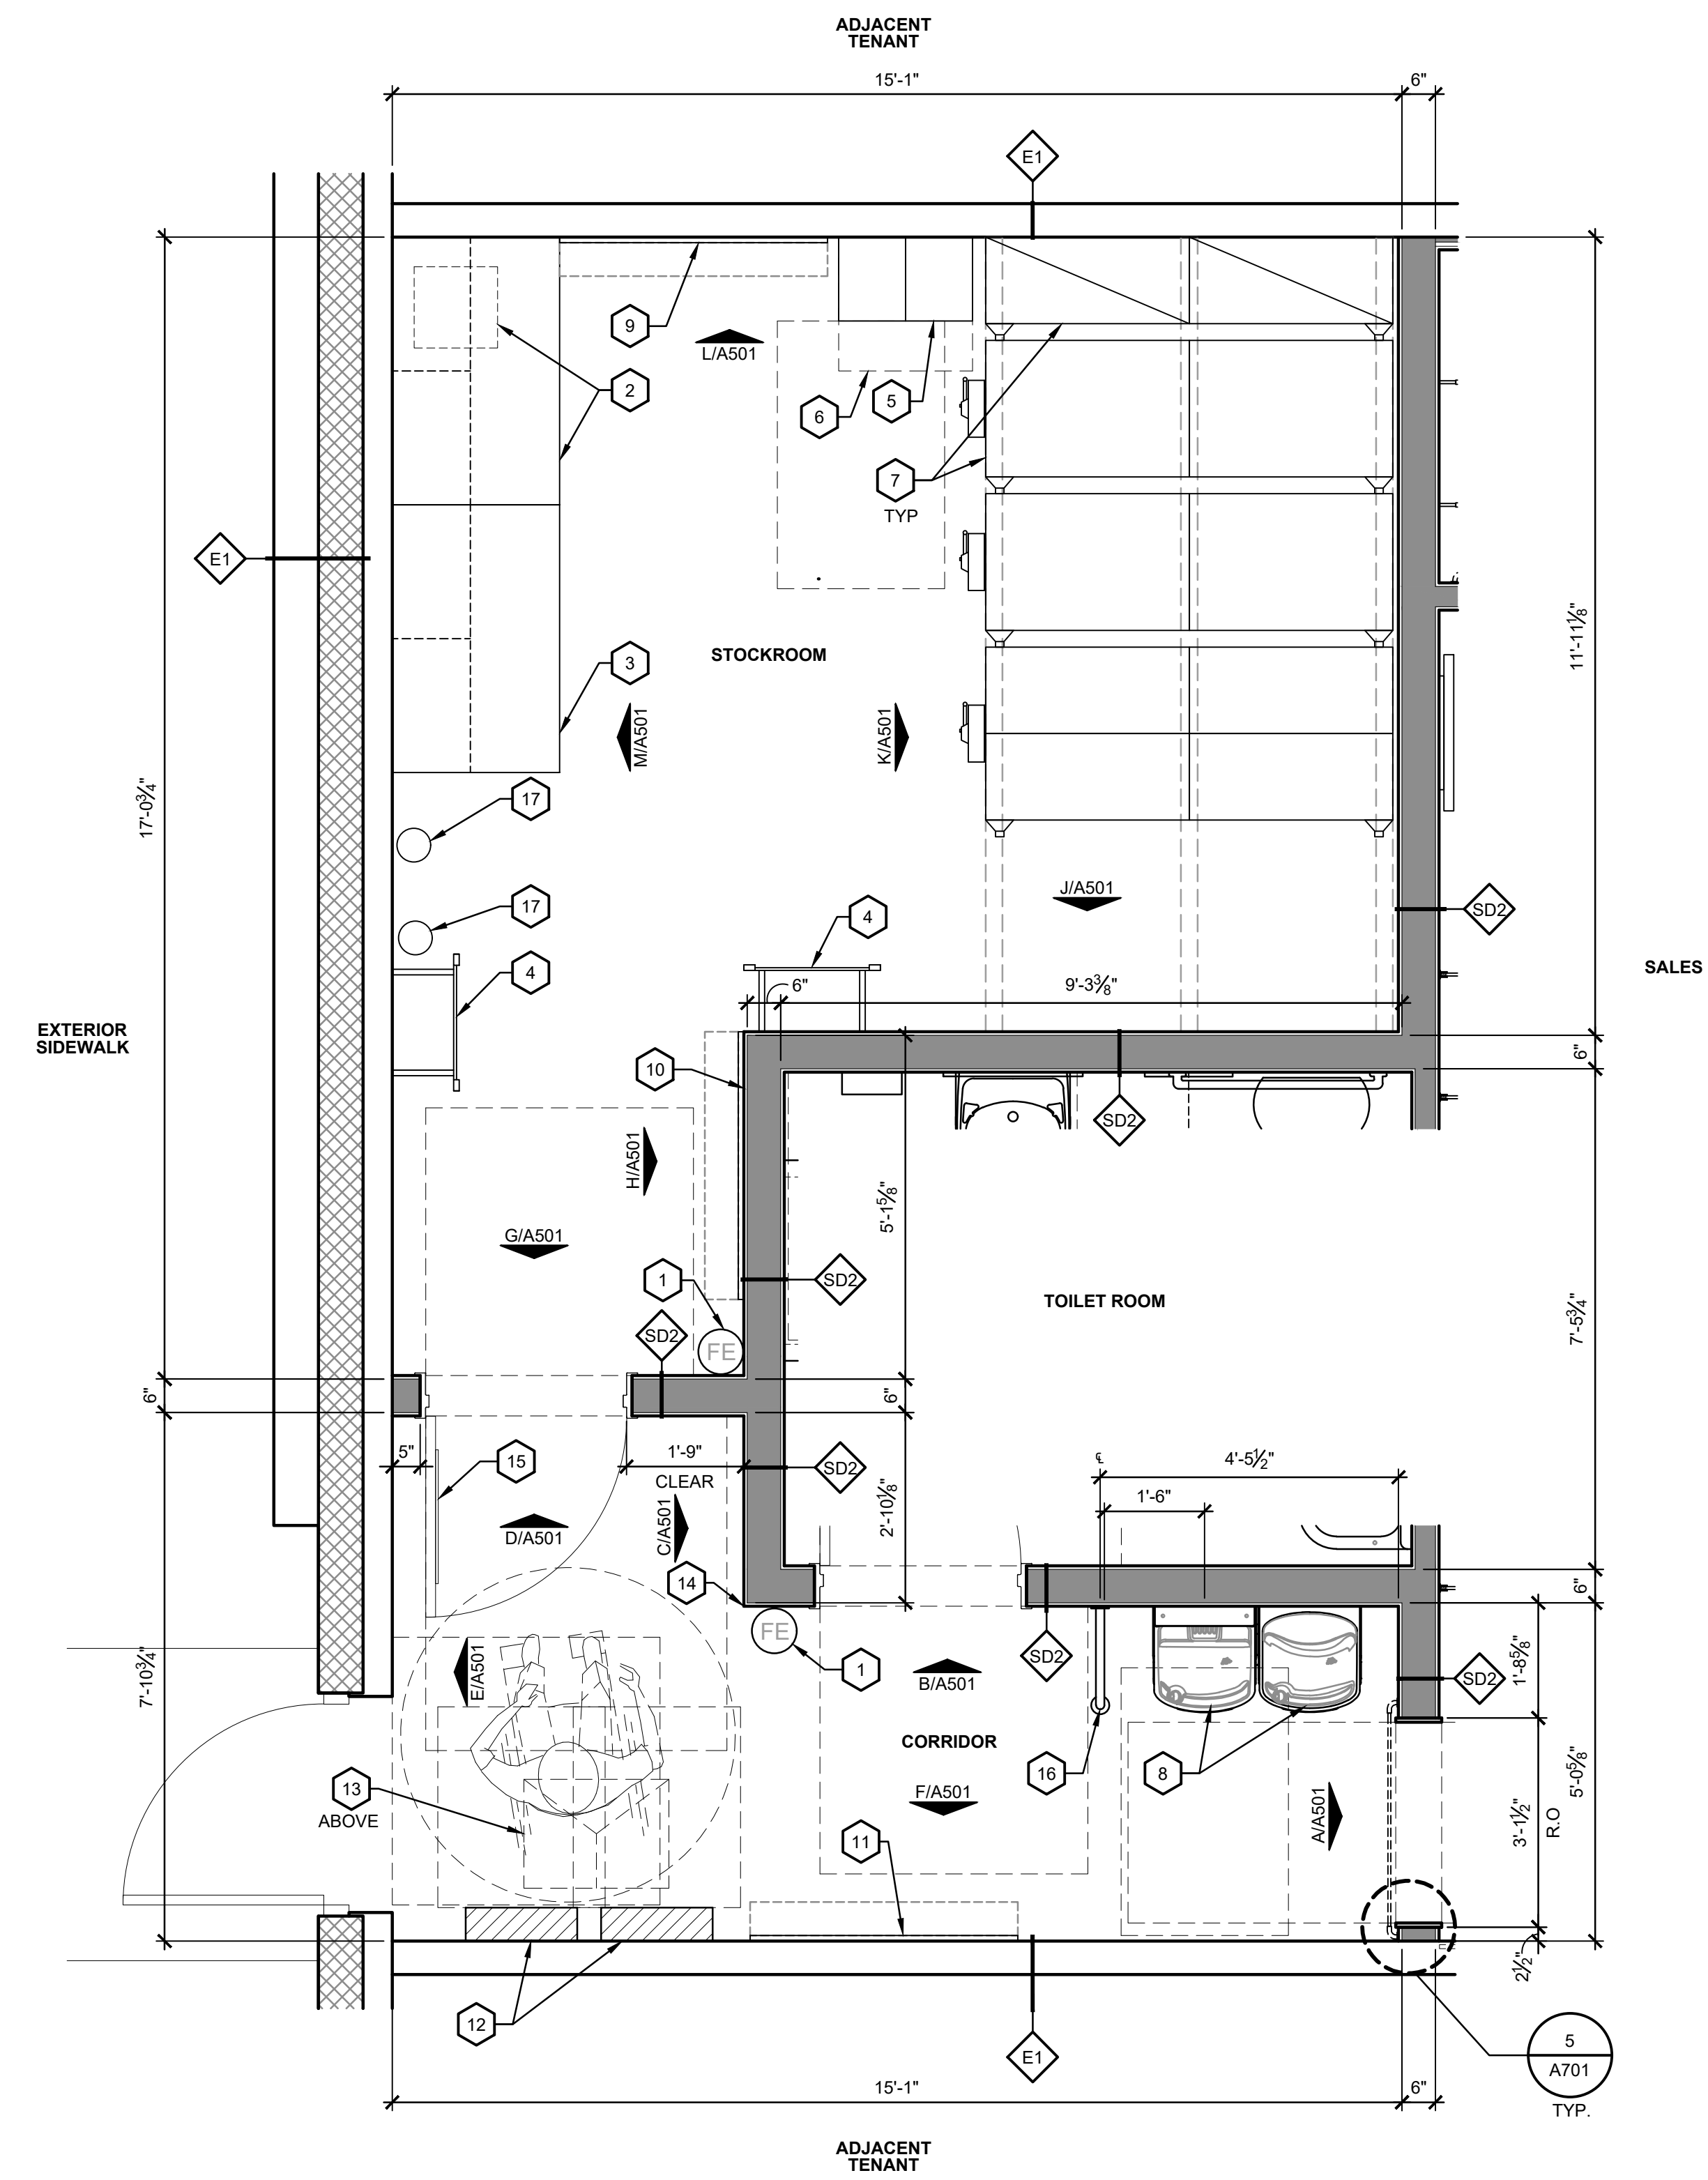 ADJACENT
TENANT
15'-1"
6"
E1
9
L/A501
2
6
5
7
TYP
E1
STOCKROOM
3
M/A501
K/A501
11'-11⅛"
17'-0¾"
17
17
J/A501
SD2
4
4
6"
9'-3⅜"
SALES
EXTERIOR
SIDEWALK
10
6"
SD2
H/A501
5'-1⅝"
G/A501
1
SD2
SD2
FE
TOILET ROOM
7'-5¾"
6"
6"
5"
15
1'-9"
CLEAR
SD2
℄
4'-5½"
1'-6"
D/A501
C/A501
2'-10⅛"
14
6"
FE
1
E/A501
B/A501
SD2
SD2
1'-8⅝"
7'-10¾"
CORRIDOR
13
ABOVE
16
8
F/A501
A/A501
3'-1½"
R.O
5'-0⅝"
11
2½"
12
E1
5
A701
TYP.
15'-1"
6"
ADJACENT
TENANT